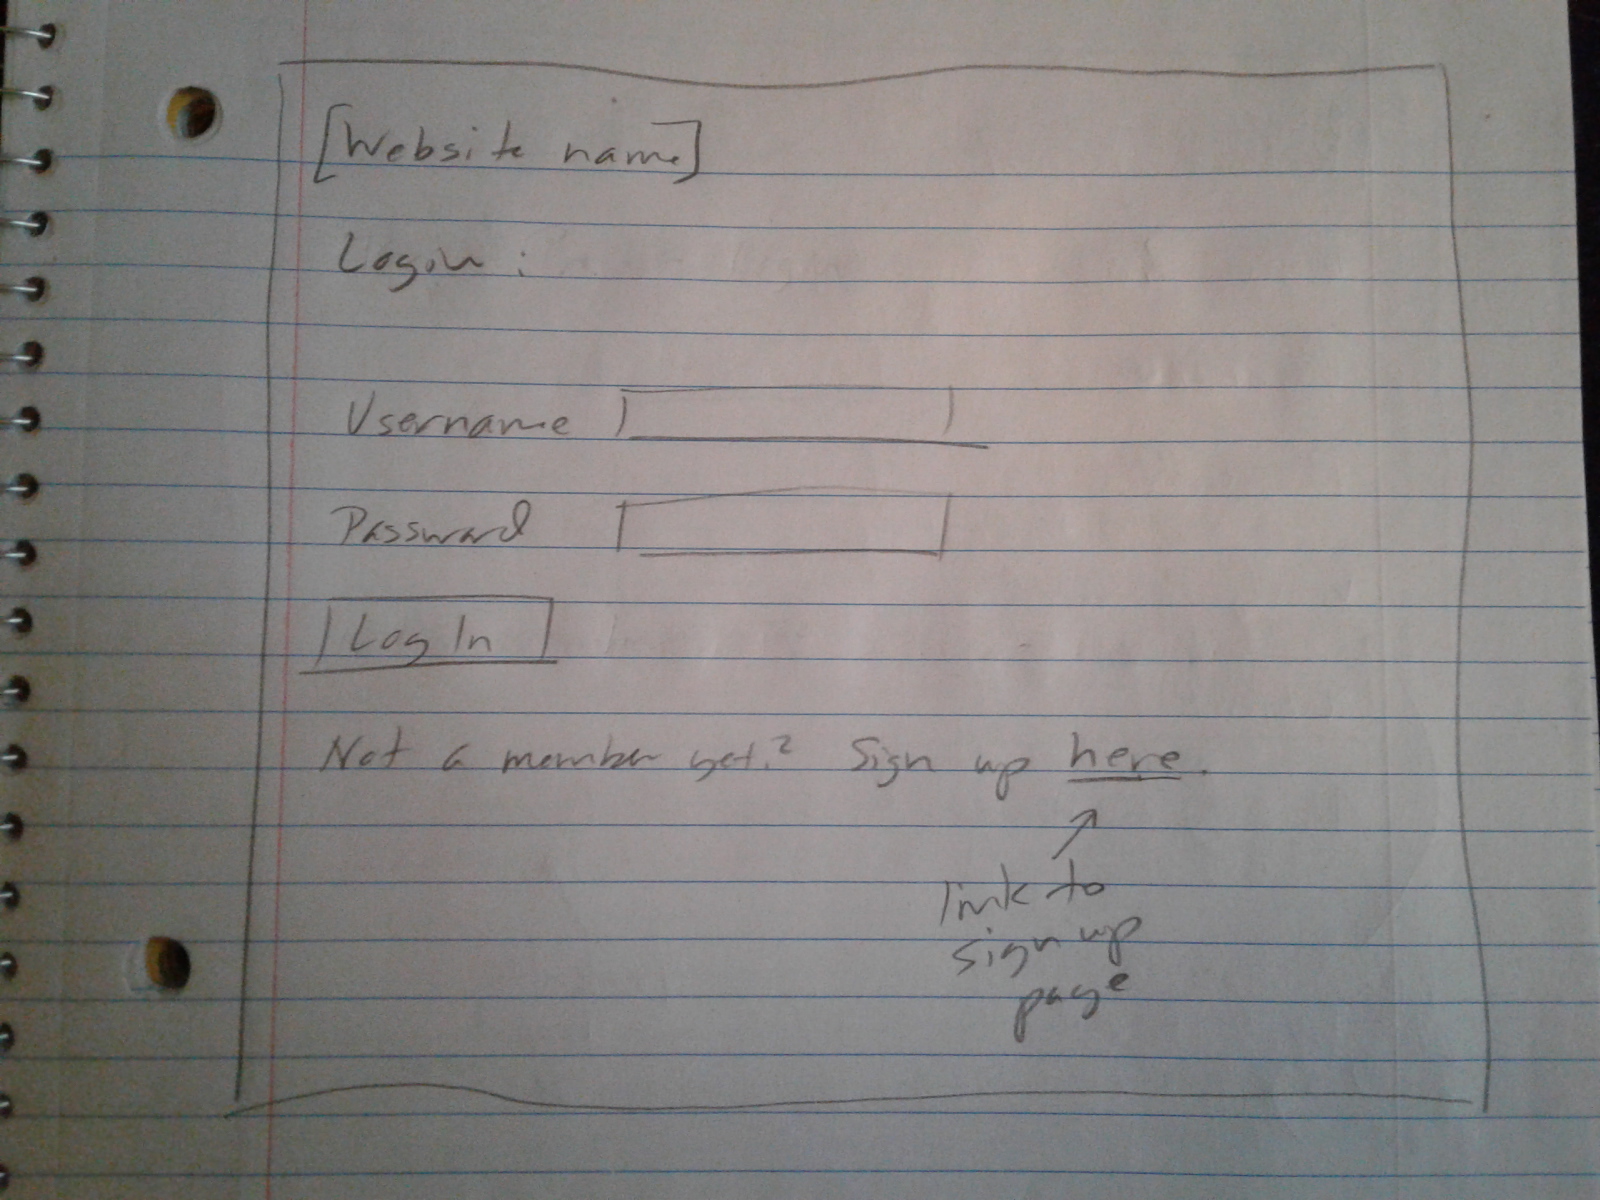 [Website name]
Login :
Username
Password
Log In
Not a member yet? Sign up here.
link to
sign up
page